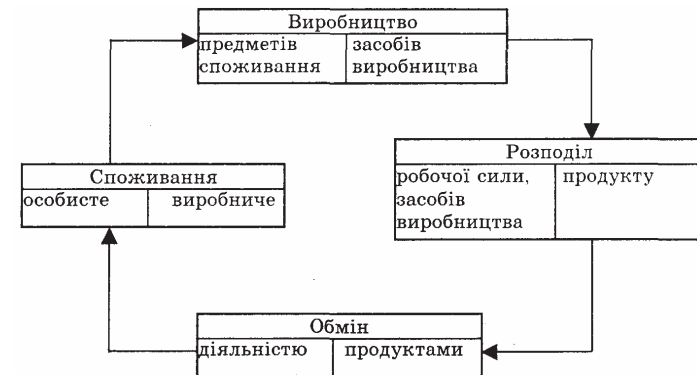 Виробництво
предметів засобів
споживання виробництва
Розподіл
робочої сили, продукту
засобів
виробництва
Споживання
особисте виробниче
Обмін
діяльністю продуктами